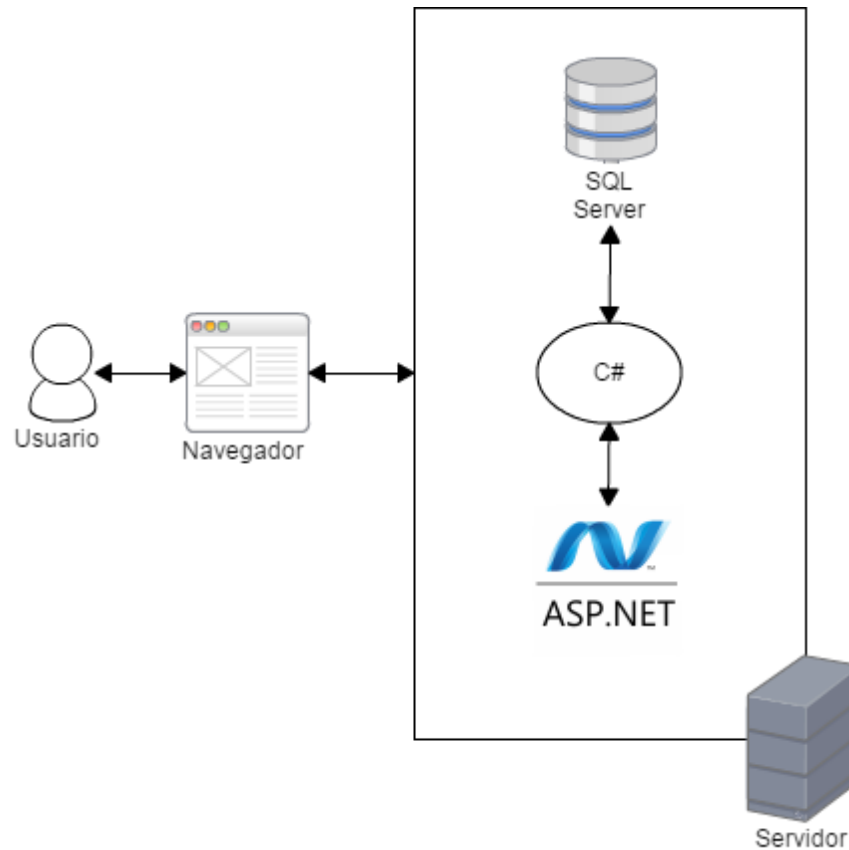 SQL
Server
C#
Usuario
Navegador
ASP.NET
Servidor